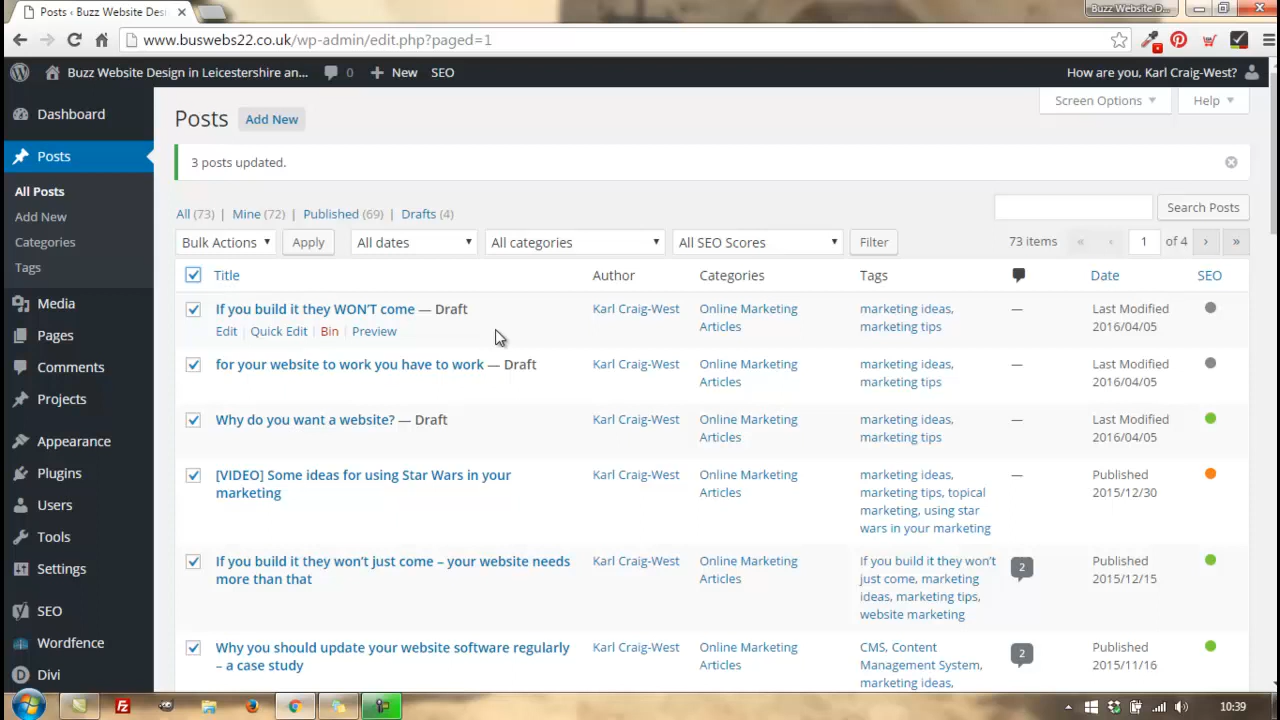 Posts ‹ Buzz Website Desi
Buzz Website D...
www.buswebs22.co.uk/wp-admin/edit.php?paged=1
Buzz Website Design in Leicestershire an...
0
New
SEO
How are you, Karl Craig-West?
Dashboard
Posts
All Posts
Add New
Categories
Tags
Media
Pages
Comments
Projects
Appearance
Plugins
Users
Tools
Settings
SEO
Wordfence
Divi
Screen Options
Help
Posts
Add New
3 posts updated.
All (73) | Mine (72) | Published (69) | Drafts (4)
Search Posts
Bulk Actions
Apply
All dates
All categories
All SEO Scores
Filter
73 items
«
‹
1
of 4
›
»
Title
Author
Categories
Tags
Date
SEO
If you build it they WON'T come — Draft
Edit | Quick Edit | Bin | Preview
Karl Craig-West
Online Marketing
Articles
marketing ideas,
marketing tips
—
Last Modified
2016/04/05
for your website to work you have to work — Draft
Karl Craig-West
Online Marketing
Articles
marketing ideas,
marketing tips
—
Last Modified
2016/04/05
Why do you want a website? — Draft
Karl Craig-West
Online Marketing
Articles
marketing ideas,
marketing tips
—
Last Modified
2016/04/05
[VIDEO] Some ideas for using Star Wars in your
marketing
Karl Craig-West
Online Marketing
Articles
marketing ideas,
marketing tips, topical
marketing, using star
wars in your marketing
—
Published
2015/12/30
If you build it they won't just come – your website needs
more than that
Karl Craig-West
Online Marketing
Articles
If you build it they won't
just come, marketing
ideas, marketing tips,
website marketing
2
Published
2015/12/15
Why you should update your website software regularly
– a case study
Karl Craig-West
Online Marketing
Articles
CMS, Content
Management System,
marketing ideas,
2
Published
2015/11/16
10:39